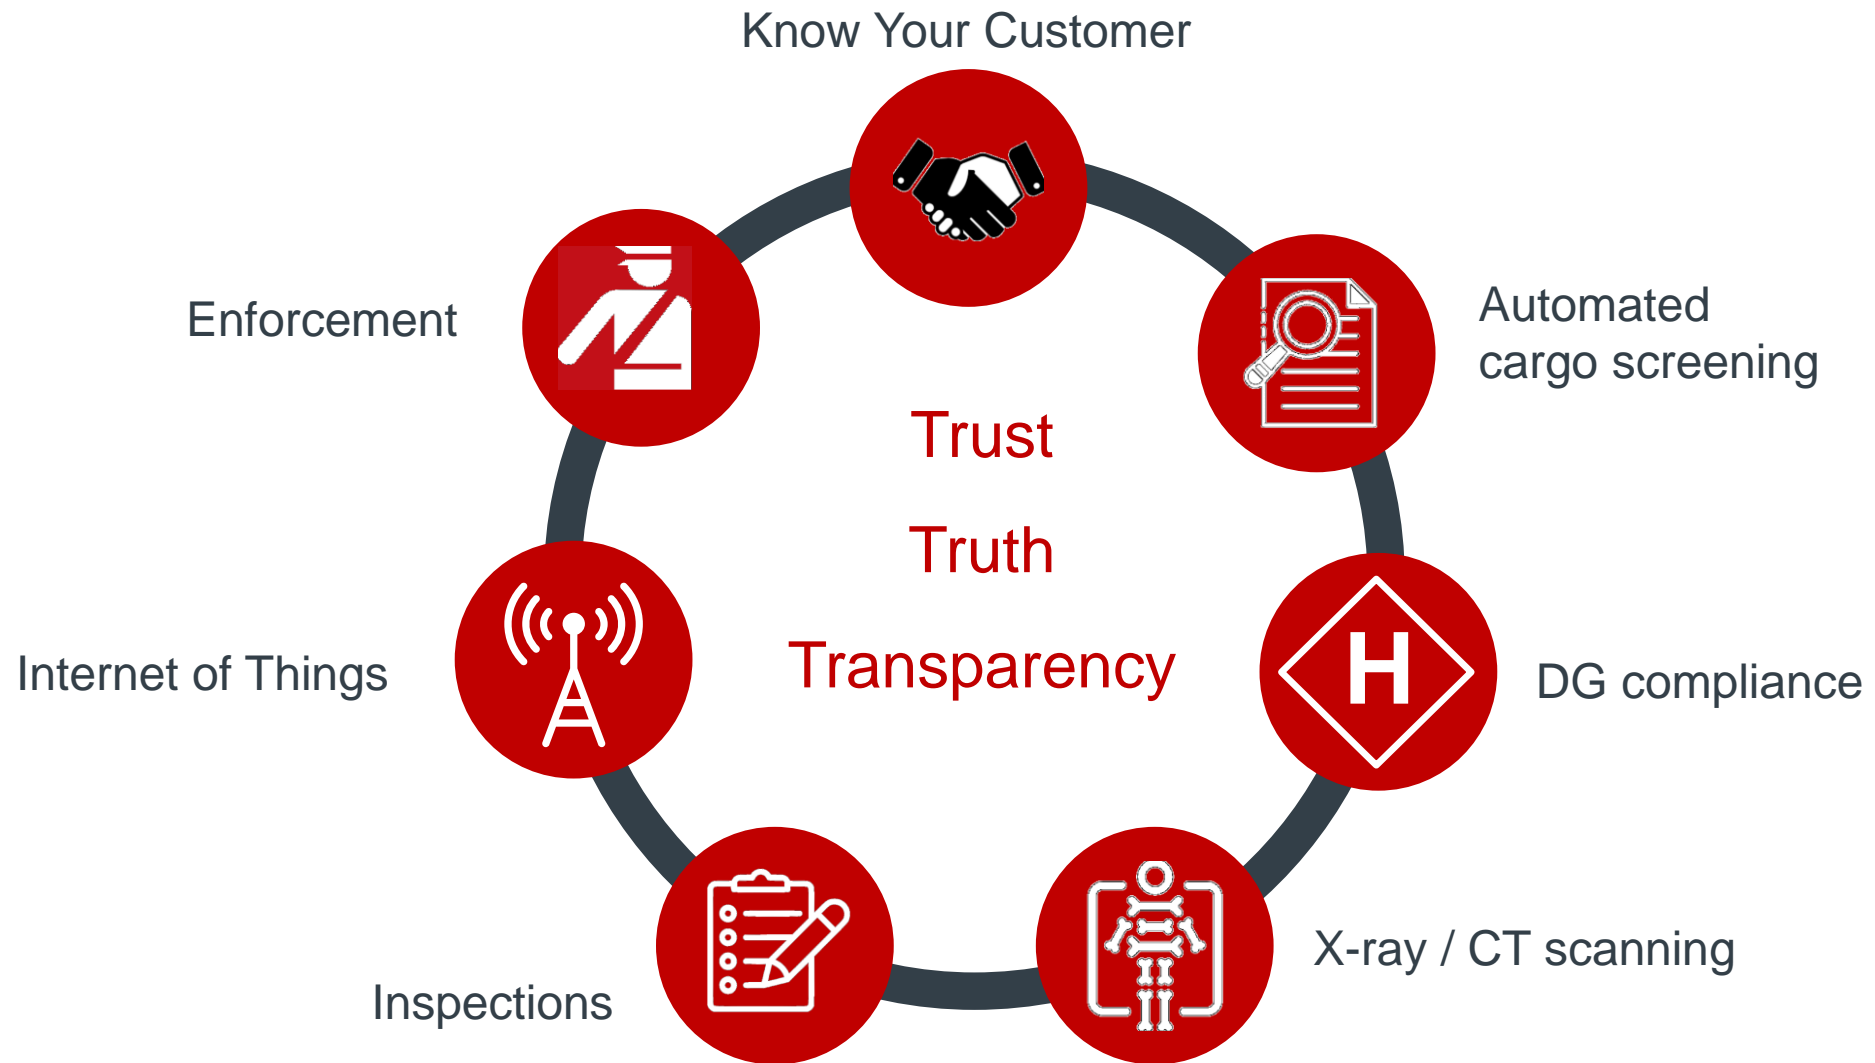 Know Your Customer
Automated
cargo screening
DG compliance
X-ray / CT scanning
Inspections
Internet of Things
Enforcement
Trust
Truth
Transparency
H